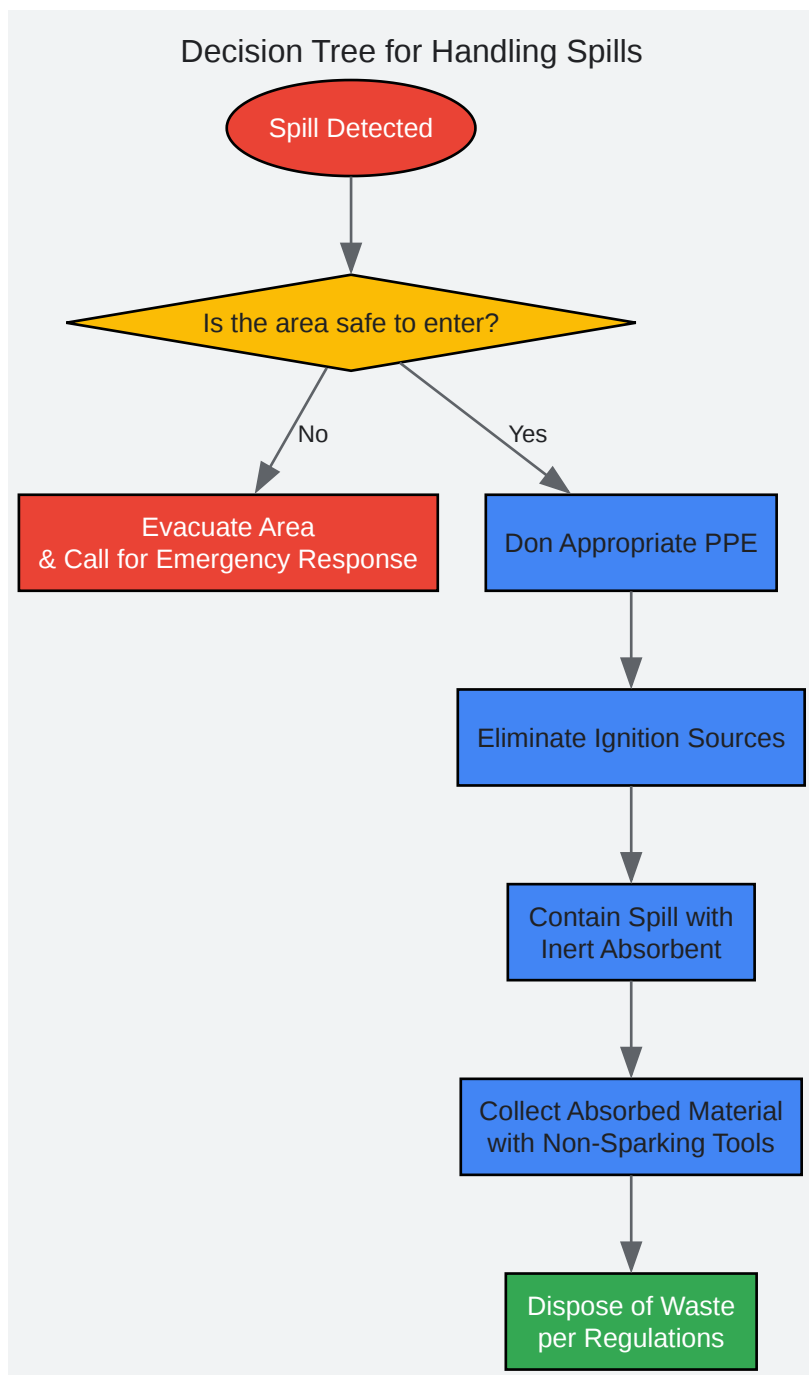 Decision Tree for Handling Spills
Spill Detected
Is the area safe to enter?
No
Yes
Evacuate Area
& Call for Emergency Response
Don Appropriate PPE
Eliminate Ignition Sources
Contain Spill with
Inert Absorbent
Collect Absorbed Material
with Non-Sparking Tools
Dispose of Waste
per Regulations